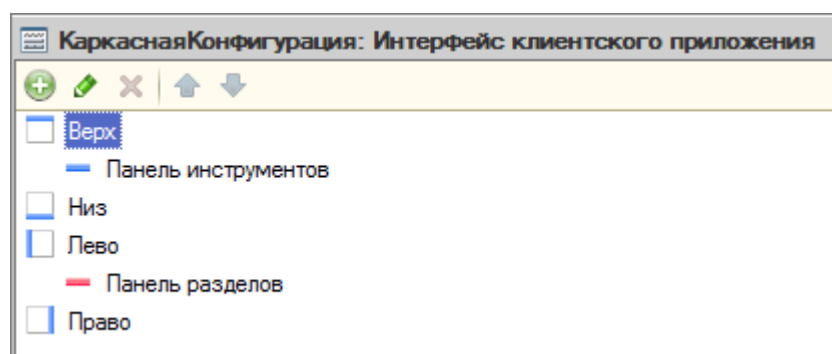 КаркаснаяКонфигурация: Интерфейс клиентского приложения
Верх
Панель инструментов
Низ
Лево
Панель разделов
Право